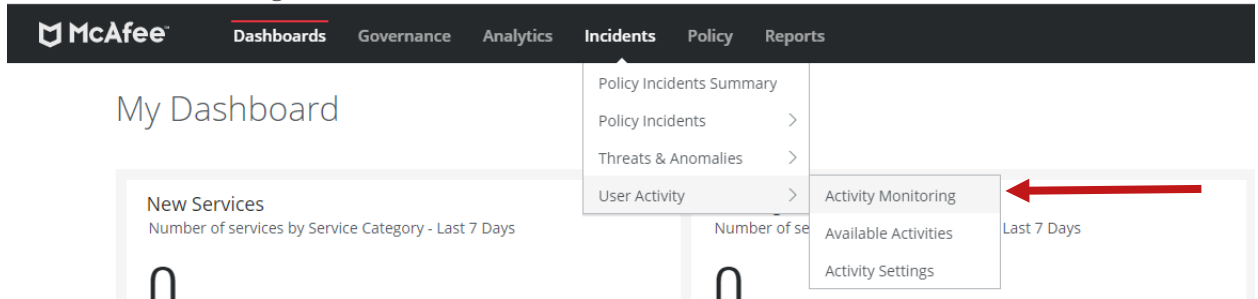 McAfee™ Dashboards Governance Analytics Incidents Policy Reports
Policy Incidents Summary
My Dashboard
Policy Incidents
Threats & Anomalies
User Activity
Activity Monitoring
Available Activities
Activity Settings
New Services
Number of services by Service Category - Last 7 Days
0
Number of se
Last 7 Days
0